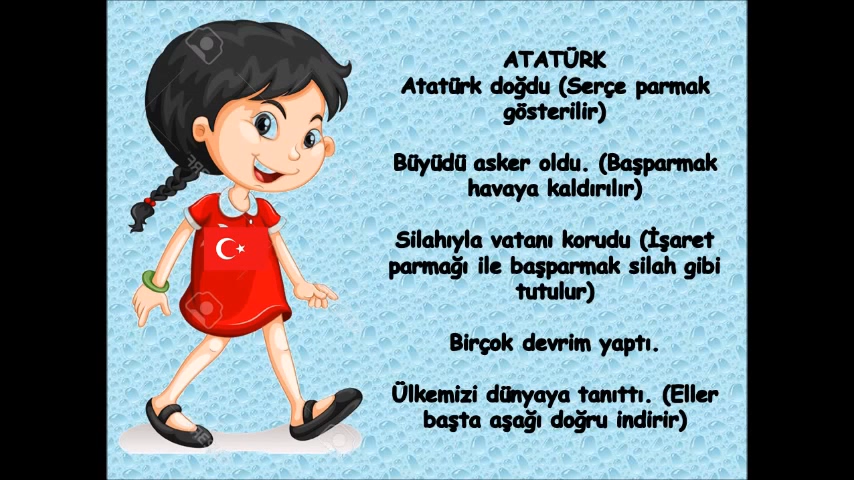 ATATÜRK
Atatürk doğdu (Serçe parmak
gösterilir)
Büyüdü asker oldu. (Başparmak
havaya kaldırılır)
Silahıyla vatanı korudu (İşaret
parmağı ile başparmak silah gibi
tutulur)
Birçok devrim yaptı.
Ülkemizi dünyaya tanıttı. (Eller
başta aşağı doğru indirir)